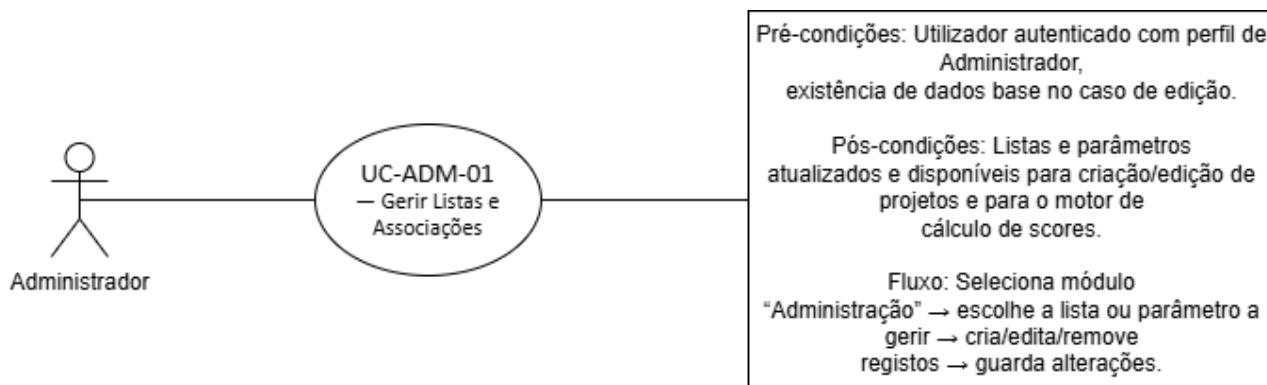 Administrador
UC-ADM-01
— Gerir Listas e
Associações
Pré-condições: Utilizador autenticado com perfil de
Administrador,
existência de dados base no caso de edição.
Pós-condições: Listas e parâmetros
atualizados e disponíveis para criação/edição de
projetos e para o motor de
cálculo de scores.
Fluxo: Seleciona módulo
“Administração” → escolhe a lista ou parâmetro a
gerir → cria/edita/remove
registos → guarda alterações.